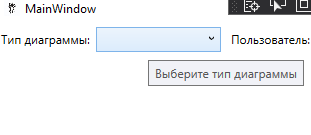 MainWindow
Тип диаграммы: Пользователь:
Выберите тип диаграммы